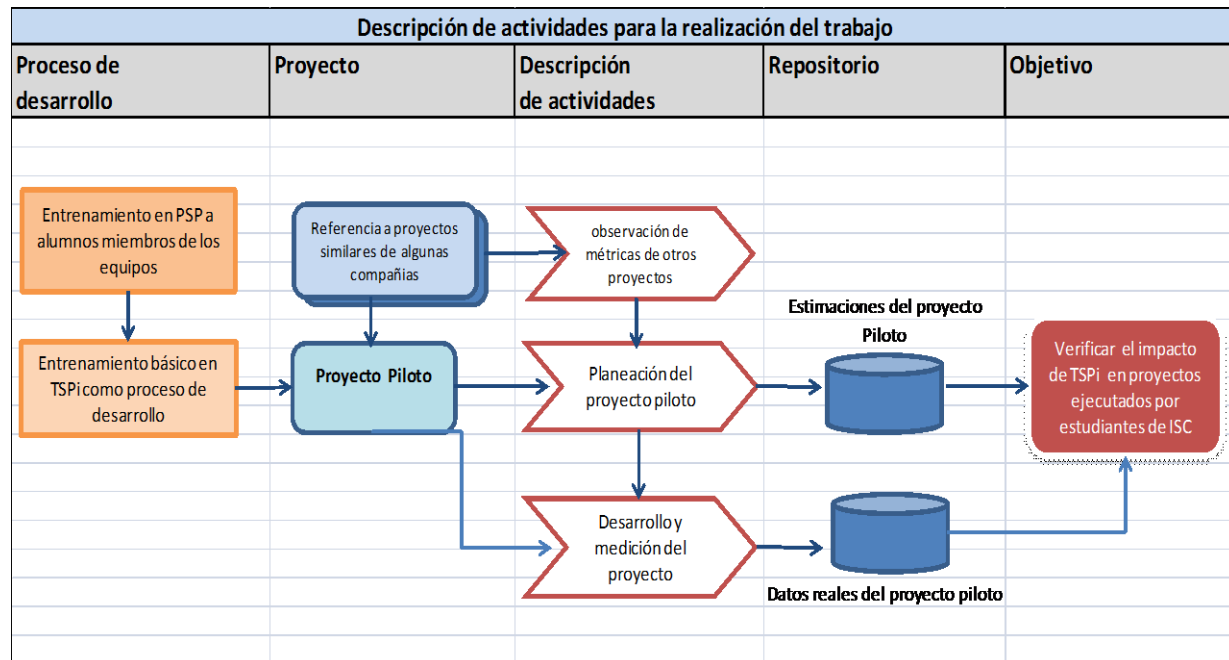 Descripción de actividades para la realización del trabajo
Proceso de
desarrollo
Proyecto
Descripción
de actividades
Repositorio
Objetivo
Entrenamiento en PSP a
alumnos miembros de los
equipos
Referencia a proyectos
similares de algunas
compañias
observación de
métricas de otros
proyectos
Estimaciones del proyecto
Piloto
Entrenamiento básico en
TSPi como proceso de
desarrollo
Proyecto Piloto
Planeación del
proyecto piloto
Verificar el impacto
de TSPi en proyectos
ejecutados por
estudiantes de ISC
Desarrollo y
medición del
proyecto
Datos reales del proyecto piloto